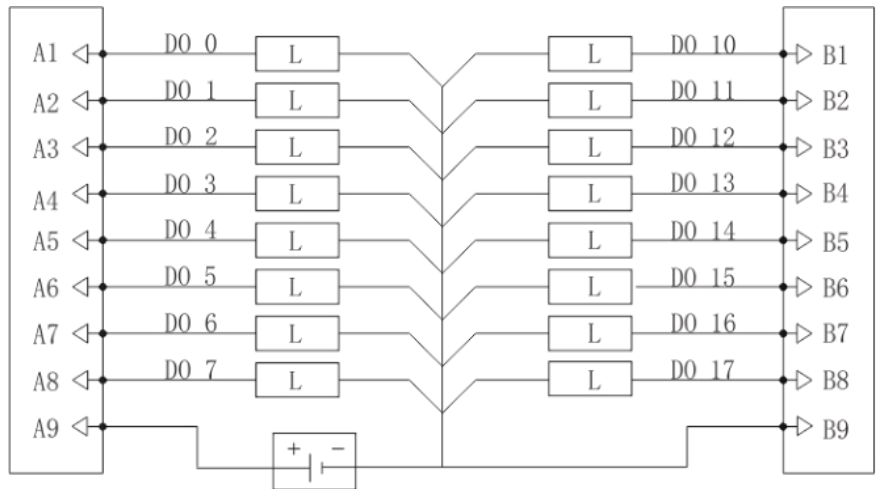 A1 DO 0 L L DO 10 B1
A2 DO 1 L L DO 11 B2
A3 DO 2 L L DO 12 B3
A4 DO 3 L L DO 13 B4
A5 DO 4 L L DO 14 B5
A6 DO 5 L L DO 15 B6
A7 DO 6 L L DO 16 B7
A8 DO 7 L L DO 17 B8
A9 + − B9